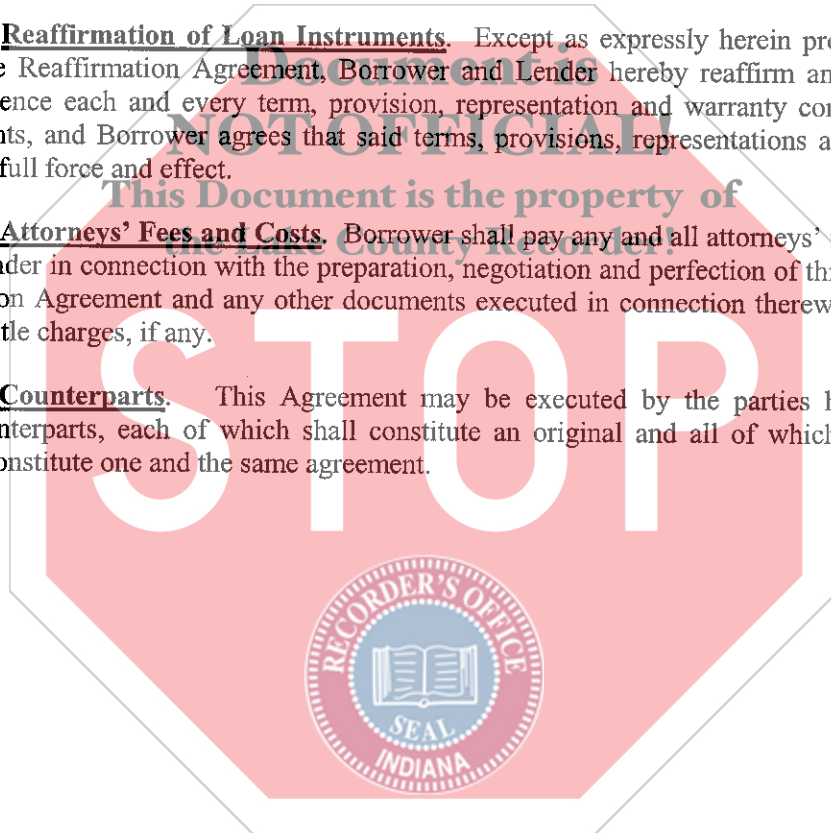 Reaffirmation of Loan Instruments. Except as expressly herein pro
e Reaffirmation Agreement, Borrower and Lender hereby reaffirm an
ence each and every term, provision, representation and warranty con
nts, and Borrower agrees that said terms, provisions, representations a
full force and effect.
Document is
NOT OFFICIAL!
This Document is the property of
the Lake County Recorder!
Attorneys' Fees and Costs. Borrower shall pay any and all attorneys'
nder in connection with the preparation, negotiation and perfection of thi
on Agreement and any other documents executed in connection therew
tle charges, if any.
STOP
Counterparts. This Agreement may be executed by the parties h
nterparts, each of which shall constitute an original and all of which
onstitute one and the same agreement.
RECORDER'S OFFICE
SEAL
INDIANA